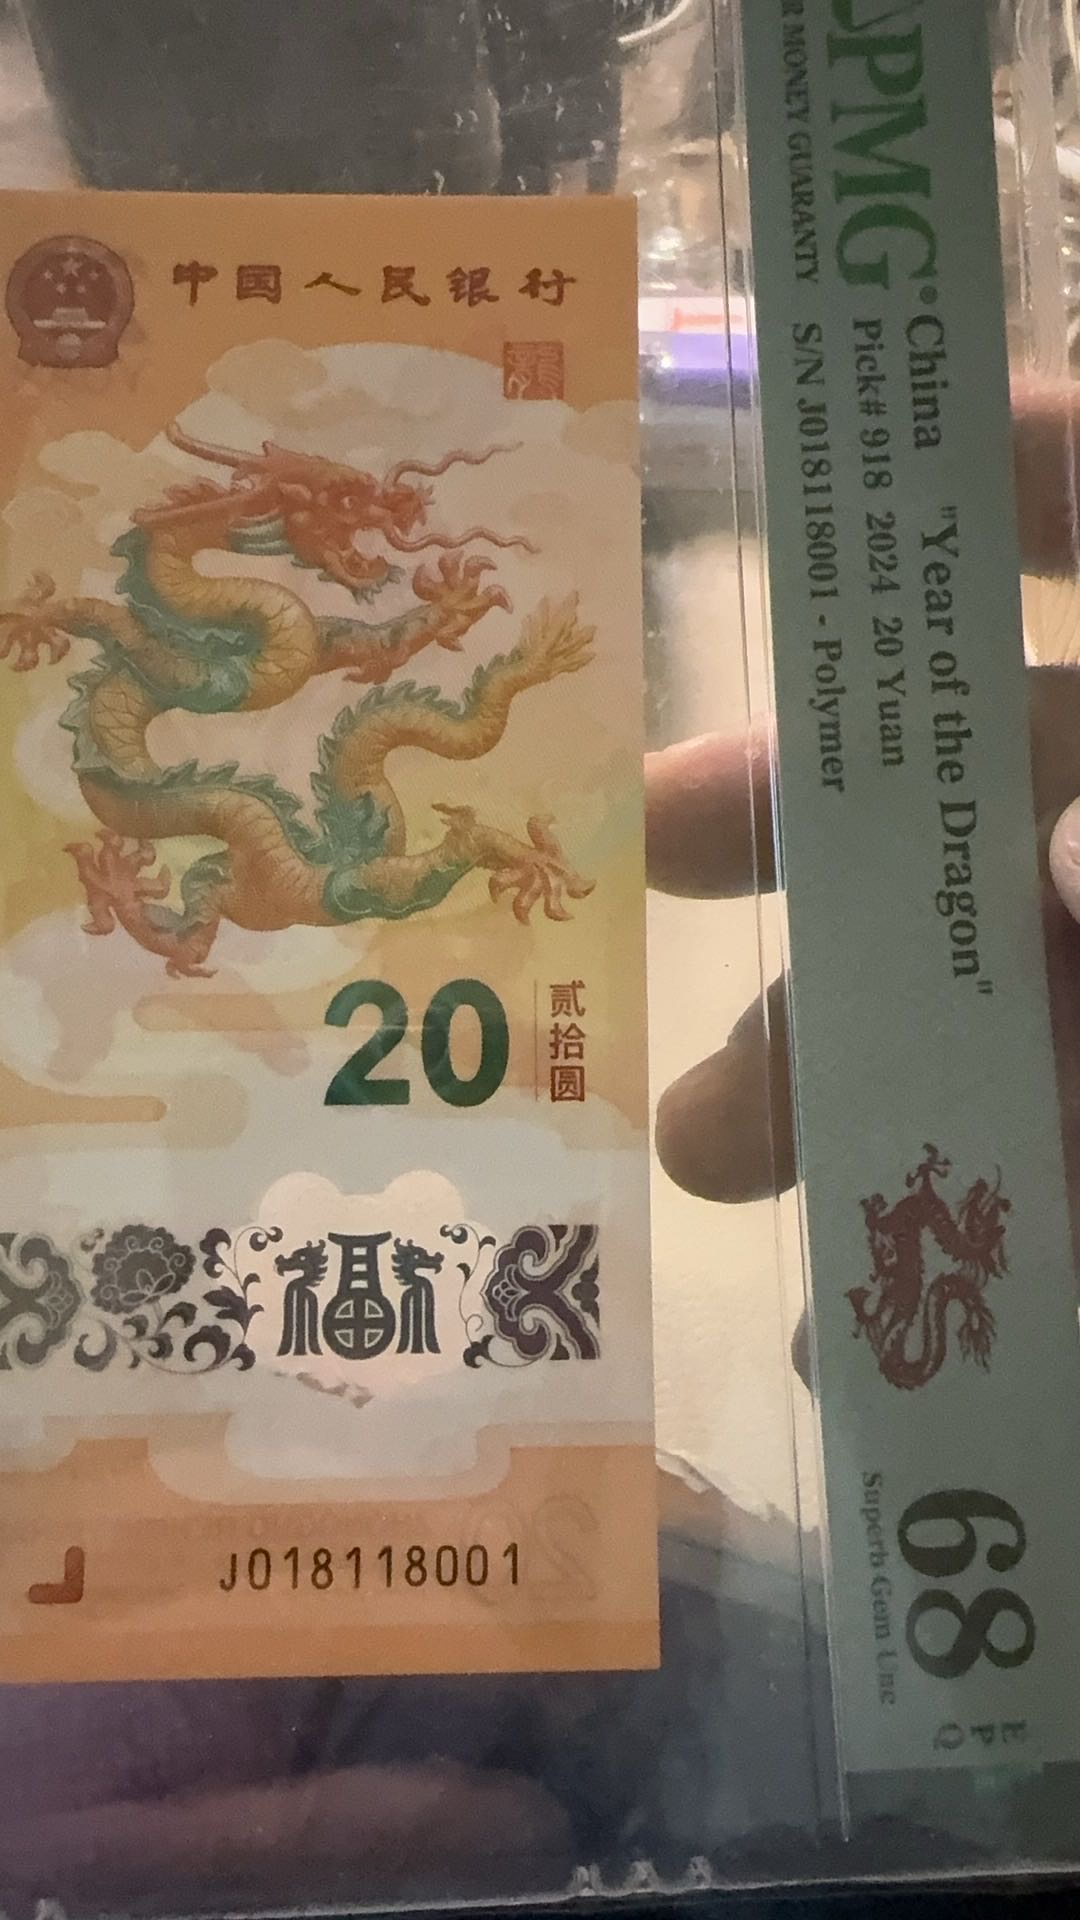 中国人民银行
龍
20
贰拾圆
福
J018118001
PMG
R MONEY GUARANTY
China "Year of the Dragon"
Pick# 918 2024 20 Yuan
S/N J018118001 - Polymer
68
EPQ
Superb Gem Unc